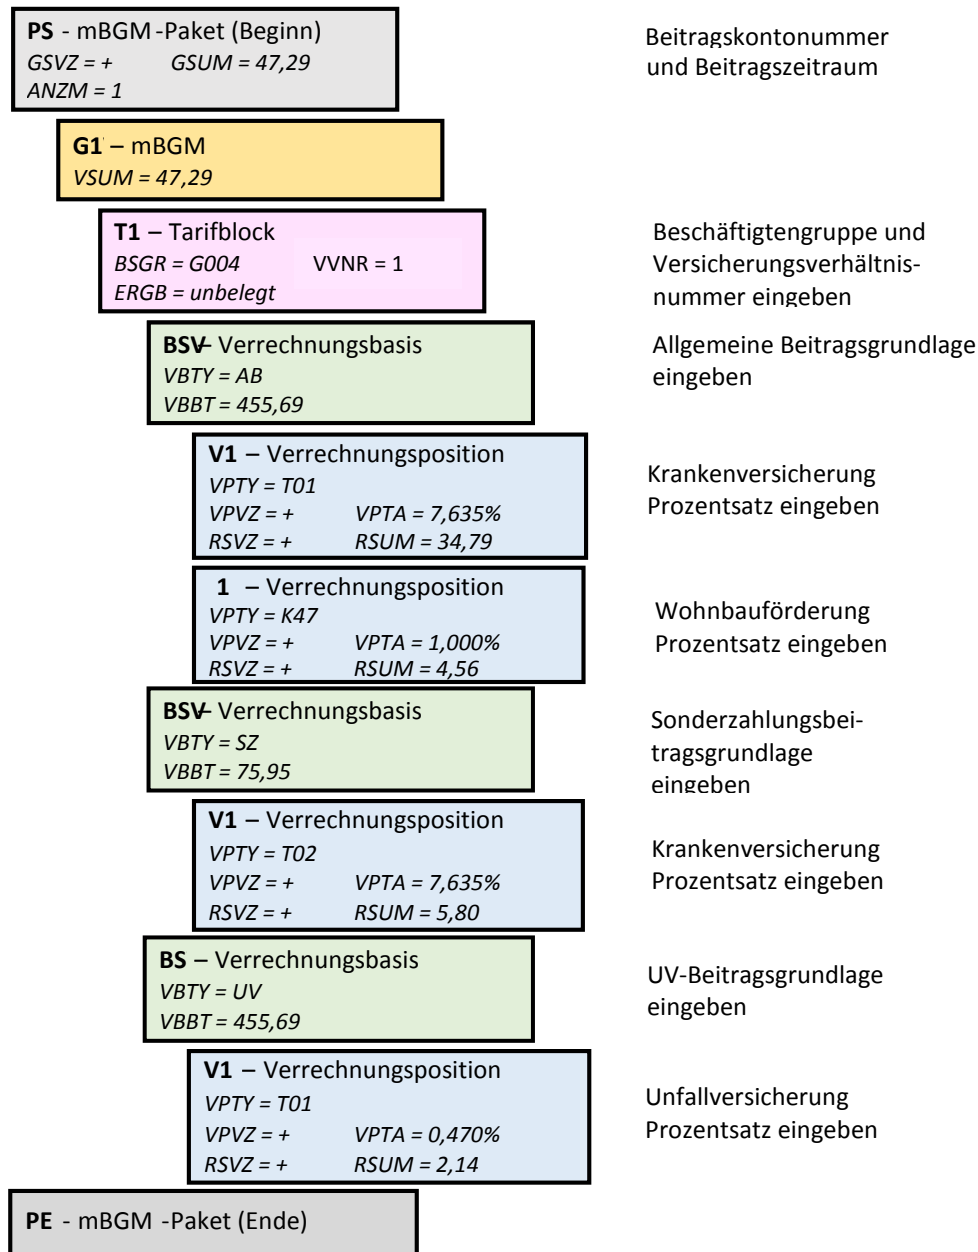 PS - mBGM -Paket (Beginn)
GSVZ = + GSUM = 47,29
ANZM = 1
Beitragskontonummer
und Beitragszeitraum
G1 – mBGM
VSUM = 47,29
T1 – Tarifblock
BSGR = G004 VVNR = 1
ERGB = unbelegt
Beschäftigtengruppe und
Versicherungsverhältnis-
nummer eingeben
BSV– Verrechnungsbasis
VBTY = AB
VBBT = 455,69
Allgemeine Beitragsgrundlage
eingeben
V1 – Verrechnungsposition
VPTY = T01
VPVZ = + VPTA = 7,635%
RSVZ = + RSUM = 34,79
Krankenversicherung
Prozentsatz eingeben
1 – Verrechnungsposition
VPTY = K47
VPVZ = + VPTA = 1,000%
RSVZ = + RSUM = 4,56
Wohnbauförderung
Prozentsatz eingeben
BSV– Verrechnungsbasis
VBTY = SZ
VBBT = 75,95
Sonderzahlungsbei-
tragsgrundlage
eingeben
V1 – Verrechnungsposition
VPTY = T02
VPVZ = + VPTA = 7,635%
RSVZ = + RSUM = 5,80
Krankenversicherung
Prozentsatz eingeben
BS – Verrechnungsbasis
VBTY = UV
VBBT = 455,69
UV-Beitragsgrundlage
eingeben
V1 – Verrechnungsposition
VPTY = T01
VPVZ = + VPTA = 0,470%
RSVZ = + RSUM = 2,14
Unfallversicherung
Prozentsatz eingeben
PE - mBGM -Paket (Ende)